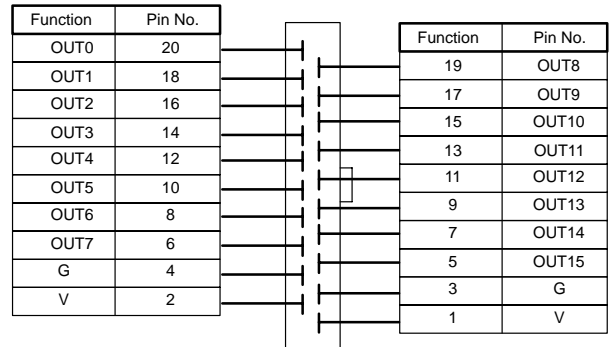 Function Pin No.
OUT0 20
OUT1 18
OUT2 16
OUT3 14
OUT4 12
OUT5 10
OUT6 8
OUT7 6
G 4
V 2
Function Pin No.
19 OUT8
17 OUT9
15 OUT10
13 OUT11
11 OUT12
9 OUT13
7 OUT14
5 OUT15
3 G
1 V